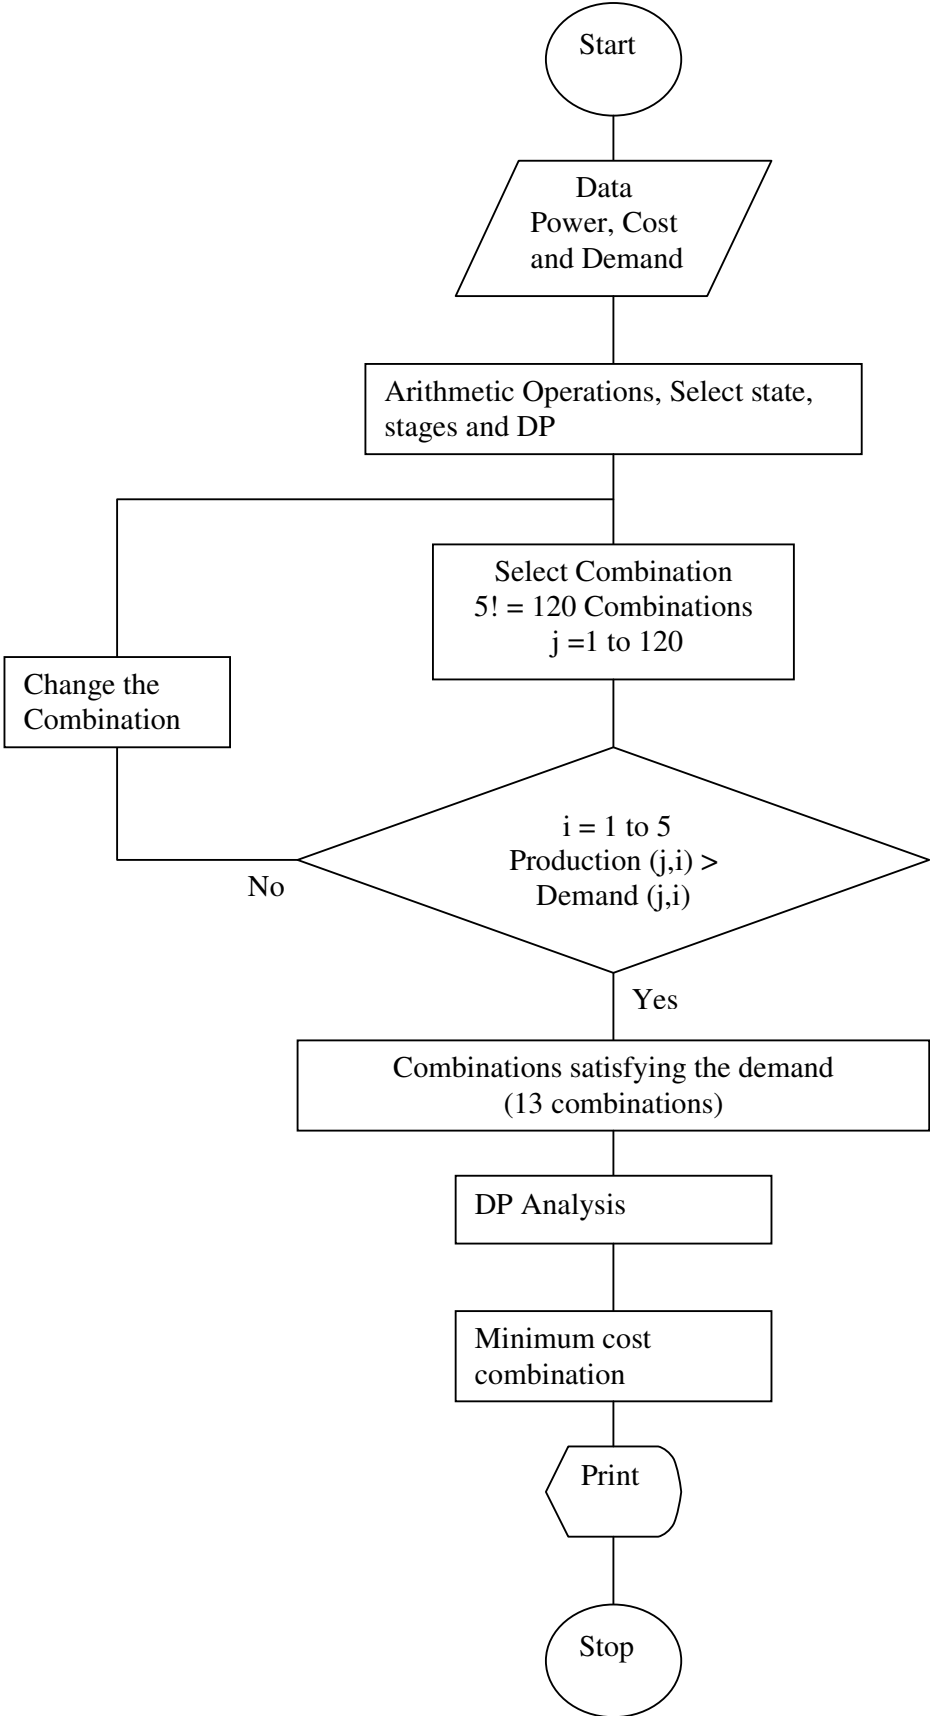 Start
Data
Power, Cost
and Demand
Arithmetic Operations, Select state,
stages and DP
Select Combination
5! = 120 Combinations
j =1 to 120
Change the
Combination
i = 1 to 5
Production (j,i) >
Demand (j,i)
No
Yes
Combinations satisfying the demand
(13 combinations)
DP Analysis
Minimum cost
combination
Print
Stop